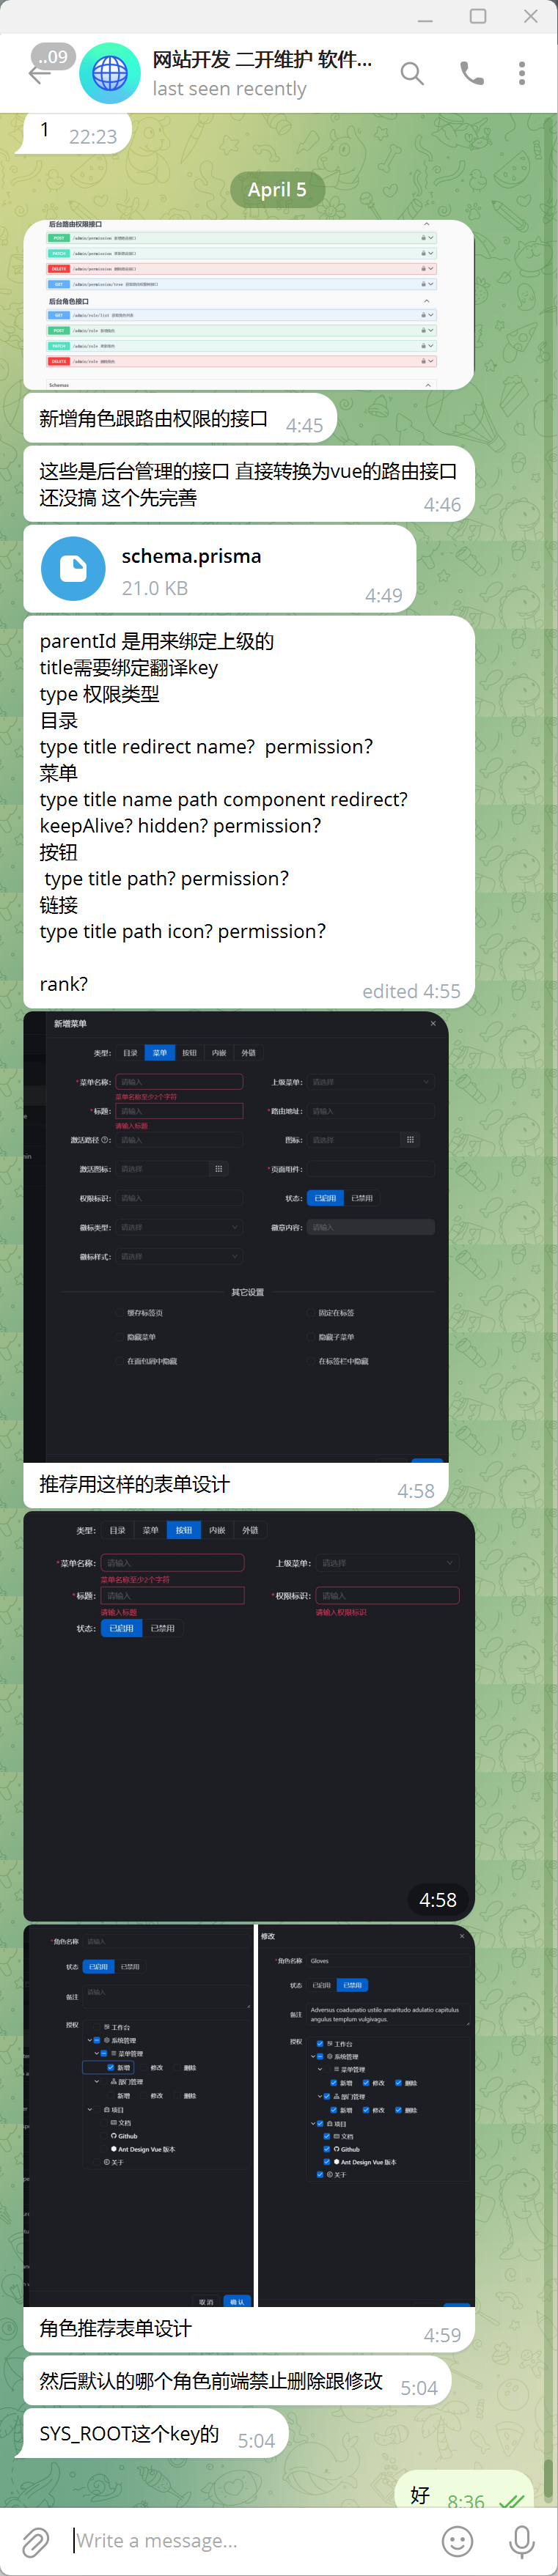 ..09
网站开发 二开维护 软件...
last seen recently
1 22:23
April 5
后台路由权限接口
POST /admin/permission
PATCH /admin/permission
DELETE /admin/permission
GET /admin/permission/tree
后台角色接口
GET /admin/role/list
POST /admin/role
PATCH /admin/role
DELETE /admin/role
Schemas
新增角色跟路由权限的接口 4:45
这些是后台管理的接口 直接转换为vue的路由接口
还没搞 这个先完善 4:46
schema.prisma
21.0 KB 4:49
parentId 是用来绑定上级的
title需要绑定翻译key
type 权限类型
目录
type title redirect name?  permission?
菜单
type title name path component redirect?
keepAlive? hidden? permission?
按钮
type title path? permission?
链接
type title path icon? permission?
rank?
edited 4:55
新增菜单
类型: 目录 菜单 按钮 内嵌 外链
* 菜单名称: 请输入 上级菜单: 请选择
菜单名称至少2个字符
* 标题: 请输入 * 路由地址: 请输入
请输入标题
激活路径 请输入 图标: 请选择
激活图标: 请选择 * 页面组件:
权限标识: 请输入 状态: 已启用 已禁用
徽标类型: 请选择 徽章内容: 请输入
徽标样式: 请选择
其它设置
缓存标签页 固定在标签
隐藏菜单 隐藏子菜单
在面包屑中隐藏 在标签栏中隐藏
推荐用这样的表单设计 4:58
类型: 目录 菜单 按钮 内嵌 外链
* 菜单名称: 请输入 上级菜单: 请选择
菜单名称至少2个字符
* 标题: 请输入 * 权限标识: 请输入
请输入标题 请输入权限标识
状态: 已启用 已禁用
4:58
* 角色名称 请输入
状态 已启用 已禁用
备注 请输入
授权
工作台
系统管理
菜单管理
新增 修改 删除
部门管理
新增 修改 删除
项目
文档
Github
Ant Design Vue 版本
关于
取消 确认
修改
* 角色名称 Gloves
状态 已启用 已禁用
备注 Adversus coadunatio utilo amaritudo adulatio capitulus
angulus templum vulpivagus.
授权
工作台
系统管理
菜单管理
新增 修改 删除
部门管理
新增 修改 删除
项目
文档
Github
Ant Design Vue 版本
关于
角色推荐表单设计 4:59
然后默认的哪个角色前端禁止删除跟修改 5:04
SYS_ROOT这个key的 5:04
好 8:36
Write a message...